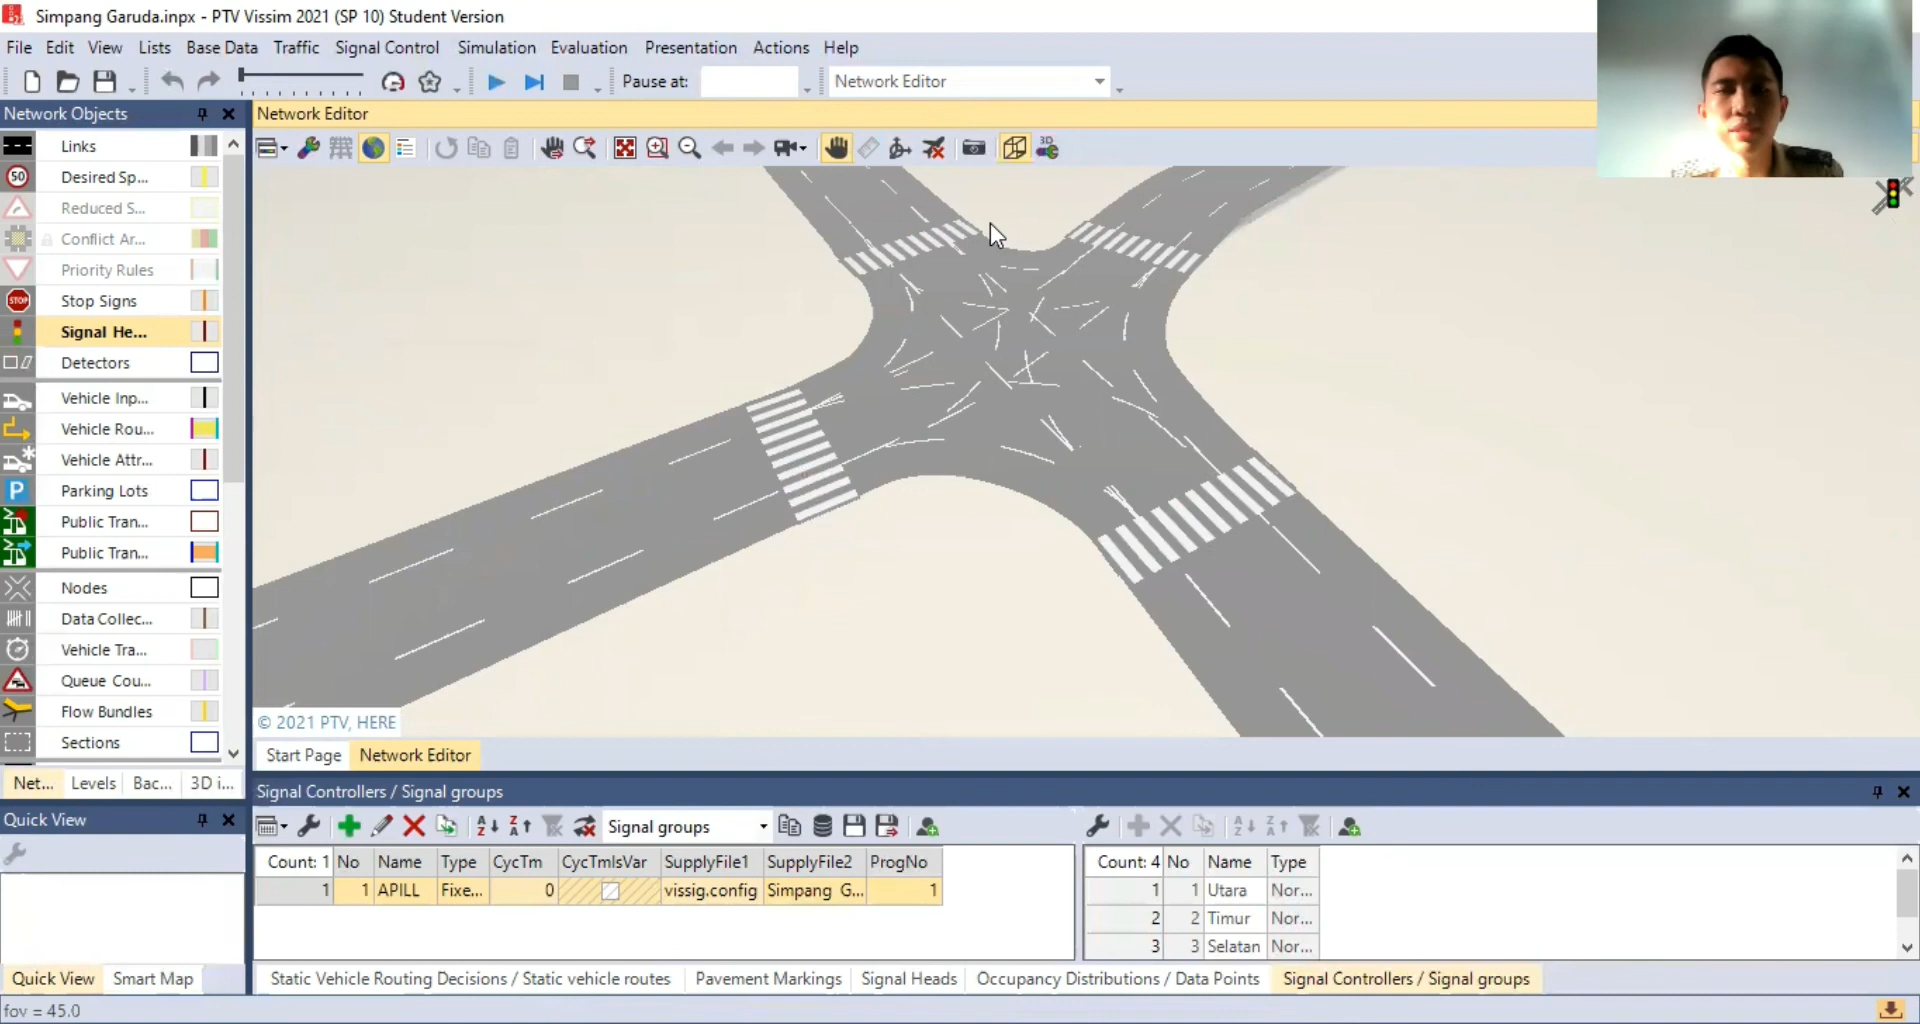 Simpang Garuda.inpx - PTV Vissim 2021 (SP 10) Student Version
File Edit View Lists Base Data Traffic Signal Control Simulation Evaluation Presentation Actions Help
Pause at: Network Editor
Network Objects
Network Editor
Links
50 Desired Sp...
Reduced S...
Conflict Ar...
Priority Rules
STOP Stop Signs
Signal He...
Detectors
Vehicle Inp...
Vehicle Rou...
Vehicle Attr...
P Parking Lots
Public Tran...
Public Tran...
Nodes
Data Collec...
Vehicle Tra...
Queue Cou...
Flow Bundles
Sections
3D
© 2021 PTV, HERE
Start Page Network Editor
Net... Levels Bac... 3D i...
Signal Controllers / Signal groups
Quick View
Signal groups
Count: 1 No Name Type CycTm CycTmIsVar SupplyFile1 SupplyFile2 ProgNo
1 1 APILL Fixe... 0 vissig.config Simpang G... 1
Count: 4 No Name Type
1 1 Utara Nor...
2 2 Timur Nor...
3 3 Selatan Nor...
Quick View Smart Map
Static Vehicle Routing Decisions / Static vehicle routes Pavement Markings Signal Heads Occupancy Distributions / Data Points Signal Controllers / Signal groups
fov = 45.0